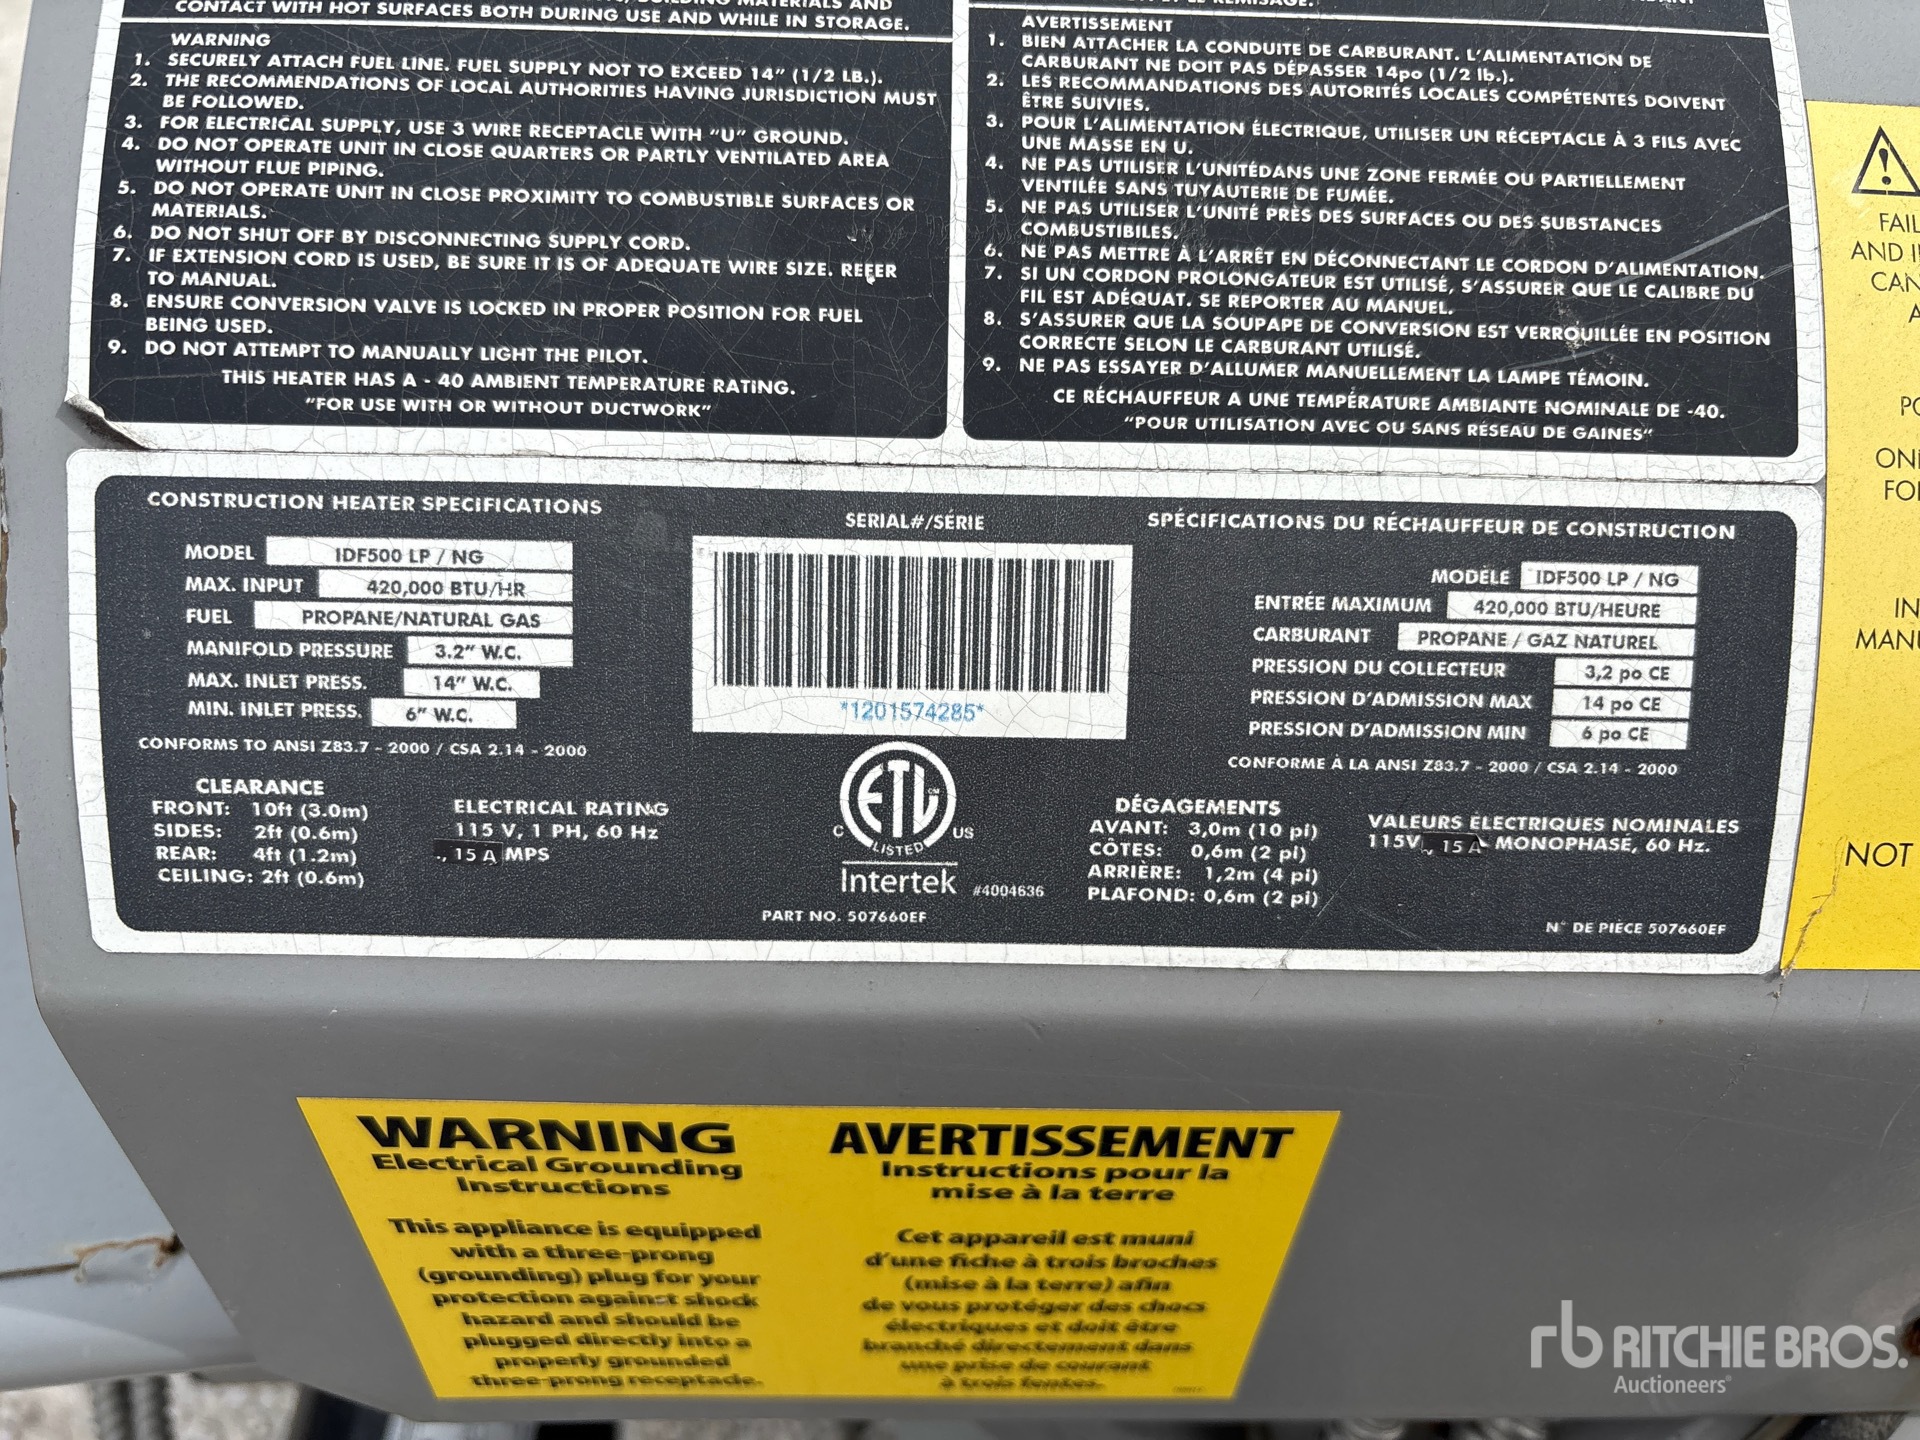 CONTACT WITH HOT SURFACES BOTH DURING USE AND WHILE IN STORAGE.
WARNING
1. SECURELY ATTACH FUEL LINE. FUEL SUPPLY NOT TO EXCEED 14" (1/2 LB.).
2. THE RECOMMENDATIONS OF LOCAL AUTHORITIES HAVING JURISDICTION MUST
BE FOLLOWED.
3. FOR ELECTRICAL SUPPLY, USE 3 WIRE RECEPTACLE WITH "U" GROUND.
4. DO NOT OPERATE UNIT IN CLOSE QUARTERS OR PARTLY VENTILATED AREA
WITHOUT FLUE PIPING.
5. DO NOT OPERATE UNIT IN CLOSE PROXIMITY TO COMBUSTIBLE SURFACES OR
MATERIALS.
6. DO NOT SHUT OFF BY DISCONNECTING SUPPLY CORD.
7. IF EXTENSION CORD IS USED, BE SURE IT IS OF ADEQUATE WIRE SIZE. REFER
TO MANUAL.
8. ENSURE CONVERSION VALVE IS LOCKED IN PROPER POSITION FOR FUEL
BEING USED.
9. DO NOT ATTEMPT TO MANUALLY LIGHT THE PILOT.
THIS HEATER HAS A - 40 AMBIENT TEMPERATURE RATING.
"FOR USE WITH OR WITHOUT DUCTWORK"
AVERTISSEMENT
1. BIEN ATTACHER LA CONDUITE DE CARBURANT. L'ALIMENTATION DE
CARBURANT NE DOIT PAS DÉPASSER 14po (1/2 lb.).
2. LES RECOMMANDATIONS DES AUTORITÉS LOCALES COMPÉTENTES DOIVENT
ÊTRE SUIVIES.
3. POUR L'ALIMENTATION ÉLECTRIQUE, UTILISER UN RÉCEPTACLE À 3 FILS AVEC
UNE MASSE EN U.
4. NE PAS UTILISER L'UNITÉDANS UNE ZONE FERMÉE OU PARTIELLEMENT
VENTILÉE SANS TUYAUTERIE DE FUMÉE.
5. NE PAS UTILISER L'UNITÉ PRÈS DES SURFACES OU DES SUBSTANCES
COMBUSTIBILES.
6. NE PAS METTRE À L'ARRÊT EN DÉCONNECTANT LE CORDON D'ALIMENTATION.
7. SI UN CORDON PROLONGATEUR EST UTILISÉ, S'ASSURER QUE LE CALIBRE DU
FIL EST ADÉQUAT. SE REPORTER AU MANUEL.
8. S'ASSURER QUE LA SOUPAPE DE CONVERSION EST VERROUILLÉE EN POSITION
CORRECTE SELON LE CARBURANT UTILISÉ.
9. NE PAS ESSAYER D'ALLUMER MANUELLEMENT LA LAMPE TÉMOIN.
CE RÉCHAUFFEUR A UNE TEMPÉRATURE AMBIANTE NOMINALE DE -40.
"POUR UTILISATION AVEC OU SANS RÉSEAU DE GAINES"
CONSTRUCTION HEATER SPECIFICATIONS
MODEL IDF500 LP / NG
MAX. INPUT 420,000 BTU/HR
FUEL PROPANE/NATURAL GAS
MANIFOLD PRESSURE 3.2" W.C.
MAX. INLET PRESS. 14" W.C.
MIN. INLET PRESS. 6" W.C.
CONFORMS TO ANSI Z83.7 - 2000 / CSA 2.14 - 2000
CLEARANCE
FRONT: 10ft (3.0m)
SIDES: 2ft (0.6m)
REAR: 4ft (1.2m)
CEILING: 2ft (0.6m)
ELECTRICAL RATING
115 V, 1 PH, 60 Hz
., 15 A MPS
SERIAL#/SÉRIE
*1201574285*
ETL CM
C LISTED US
Intertek #4004636
PART NO. 507660EF
SPÉCIFICATIONS DU RÉCHAUFFEUR DE CONSTRUCTION
MODÈLE IDF500 LP / NG
ENTRÉE MAXIMUM 420,000 BTU/HEURE
CARBURANT PROPANE / GAZ NATUREL
PRESSION DU COLLECTEUR 3,2 po CE
PRESSION D'ADMISSION MAX 14 po CE
PRESSION D'ADMISSION MIN 6 po CE
CONFORME À LA ANSI Z83.7 - 2000 / CSA 2.14 - 2000
DÉGAGEMENTS
AVANT: 3,0m (10 pi)
CÔTES: 0,6m (2 pi)
ARRIÈRE: 1,2m (4 pi)
PLAFOND: 0,6m (2 pi)
VALEURS ÉLECTRIQUES NOMINALES
115V., 15 A MONOPHASE, 60 Hz.
N° DE PIÈCE 507660EF
FAIL
AND I
CAN
A
ON
FO
IN
MANU
NOT
WARNING
Electrical Grounding
Instructions
This appliance is equipped
with a three-prong
(grounding) plug for your
protection against shock
hazard and should be
plugged directly into a
properly grounded
three-prong receptacle.
AVERTISSEMENT
Instructions pour la
mise à la terre
Cet appareil est muni
d'une fiche à trois broches
(mise à la terre) afin
de vous protéger des chocs
électriques et doit être
branché directement dans
une prise de courant
à trois fentes.
rb RITCHIE BROS.
Auctioneers